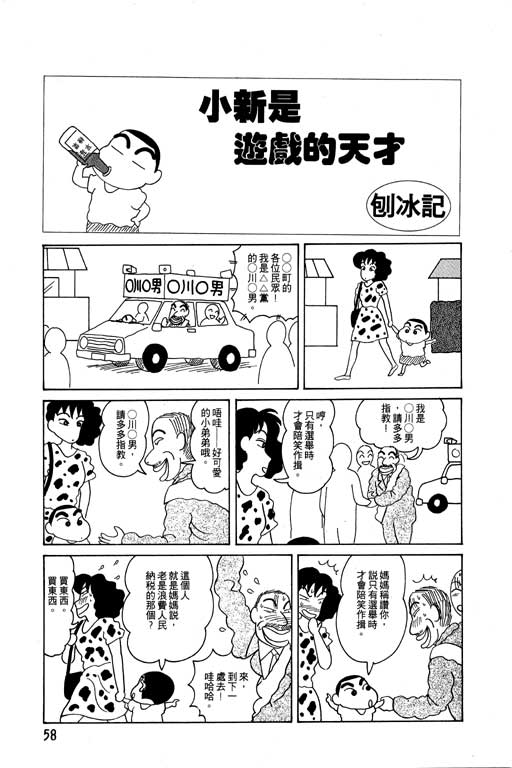 小新是
遊戲的天才
刨冰記
○○町的
各位民眾!
我是△△黨
的○川○男。
○川○男
○川○男
我是
○川○男
,請多多
指教!
哼,
只有選舉時
才會陪笑作揖。
唔哇──好可愛
的小弟弟哦。
○川○男,
請多多指教。
媽媽稱讚你,
說只有選舉時
才會陪笑作揖。
來,
到下一
處去!
哇哈哈。
這個人
就是媽媽說,
老是浪費人民
納稅的那個?
買東西。
買東西。
58